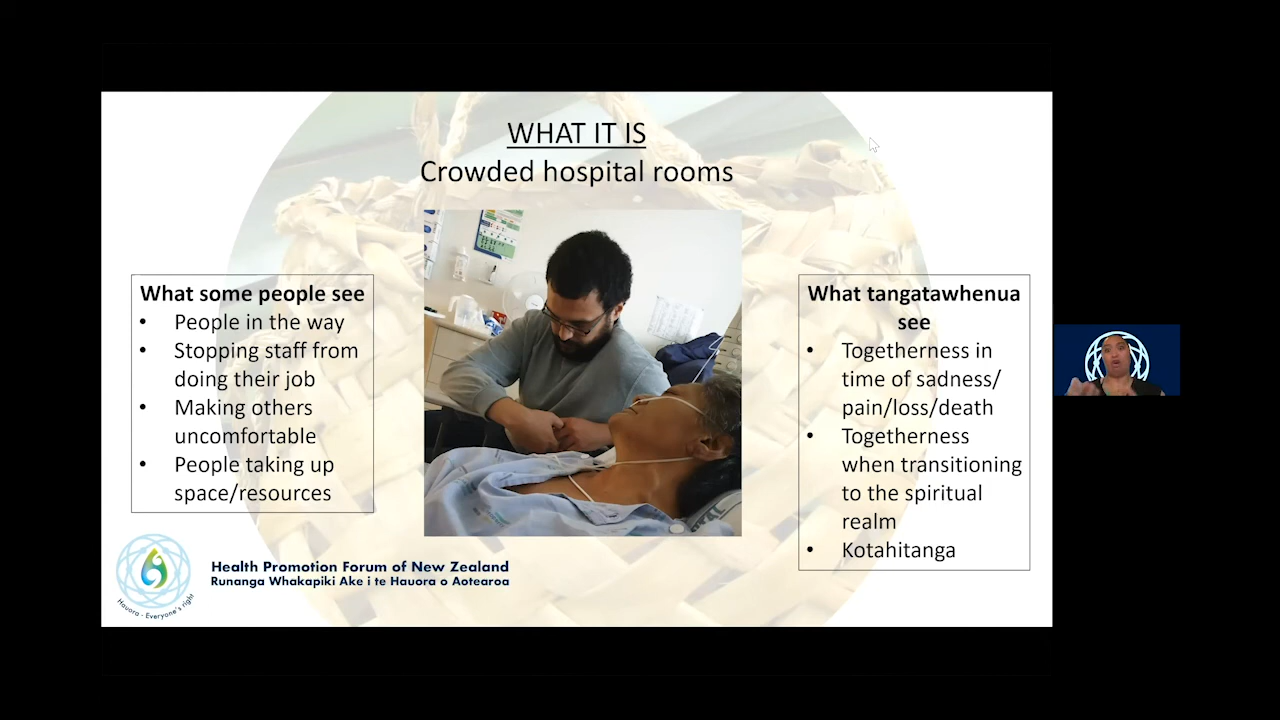 WHAT IT IS
Crowded hospital rooms
What some people see
• People in the way
• Stopping staff from
doing their job
• Making others
uncomfortable
• People taking up
space/resources
What tangatawhenua
see
• Togetherness in
time of sadness/
pain/loss/death
• Togetherness
when transitioning
to the spiritual
realm
• Kotahitanga
Health Promotion Forum of New Zealand
Runanga Whakapiki Ake i te Hauora o Aotearoa
Hauora - Everyone's right